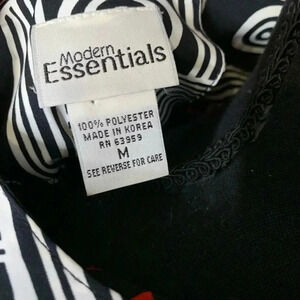 Modern
Essentials
100% POLYESTER
MADE IN KOREA
RN 63959
M
SEE REVERSE FOR CARE